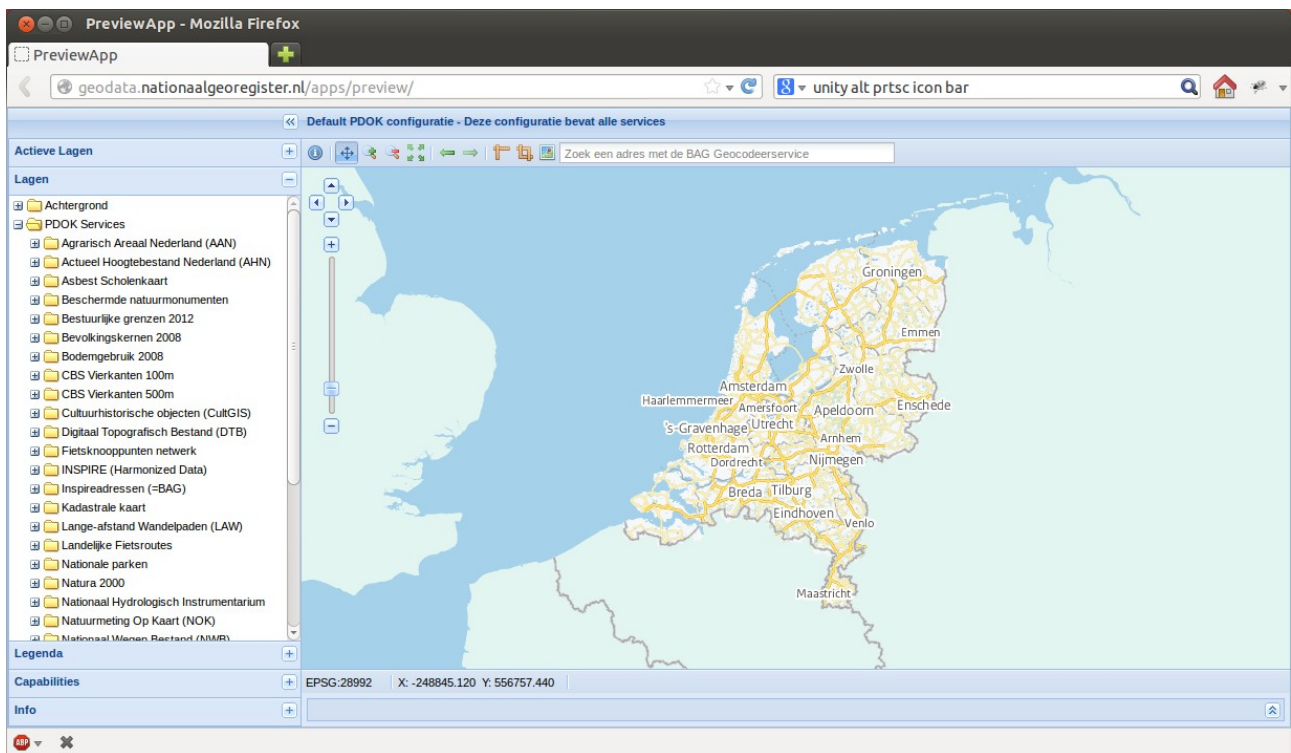 PreviewApp - Mozilla Firefox
PreviewApp
geodata.nationaalgeoregister.nl/apps/preview/
8
unity alt prtsc icon bar
Default PDOK configuratie - Deze configuratie bevat alle services
Actieve Lagen
Zoek een adres met de BAG Geocodeerservice
Lagen
Achtergrond
PDOK Services
Agrarisch Areaal Nederland (AAN)
Actueel Hoogtebestand Nederland (AHN)
Asbest Scholenkaart
Beschermde natuurmonumenten
Bestuurlijke grenzen 2012
Bevolkingskernen 2008
Bodemgebruik 2008
CBS Vierkanten 100m
CBS Vierkanten 500m
Cultuurhistorische objecten (CultGIS)
Digitaal Topografisch Bestand (DTB)
Fietsknooppunten netwerk
INSPIRE (Harmonized Data)
Inspireadressen (=BAG)
Kadastrale kaart
Lange-afstand Wandelpaden (LAW)
Landelijke Fietsroutes
Nationale parken
Natura 2000
Nationaal Hydrologisch Instrumentarium
Natuurmeting Op Kaart (NOK)
Nationaal Wegen Bestand (NWB)
Legenda
Capabilities
Info
Groningen
Emmen
Zwolle
Amsterdam
Haarlemmermeer
Amersfoort
Apeldoorn
Enschede
's-Gravenhage
Utrecht
Arnhem
Rotterdam
Dordrecht
Nijmegen
Breda
Tilburg
Eindhoven
Venlo
Maastricht
EPSG:28992
X: -248845.120 Y: 556757.440
ABP